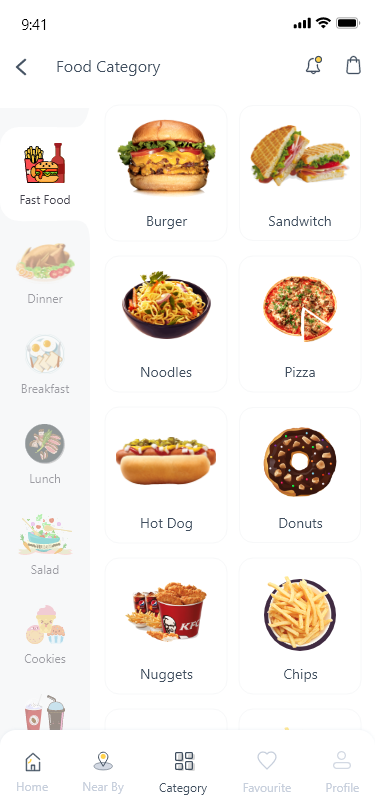 9:41
Food Category
Fast Food
Dinner
Breakfast
Lunch
Salad
Cookies
Burger
Sandwitch
Noodles
Pizza
Hot Dog
Donuts
KFC
Nuggets
Chips
Home
Near By
Category
Favourite
Profile